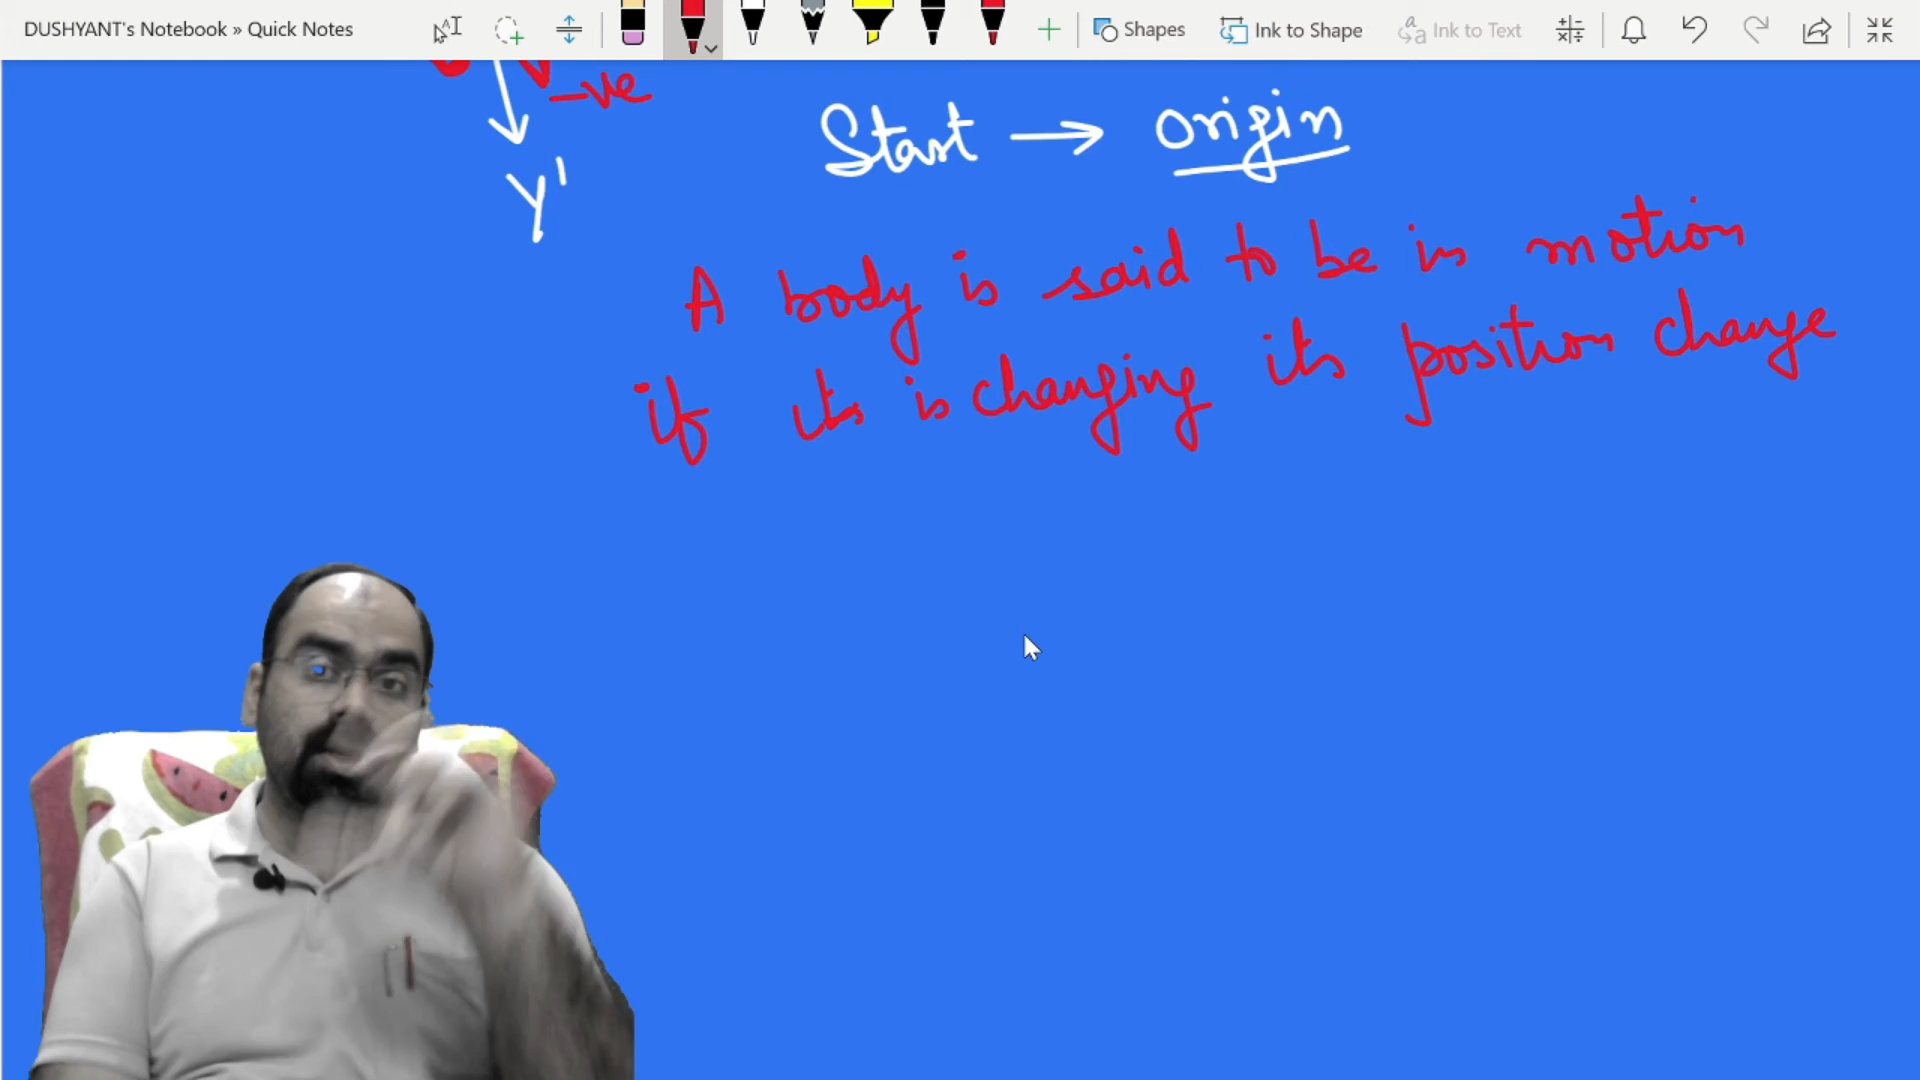 DUSHYANT's Notebook » Quick Notes
Shapes
Ink to Shape
Ink to Text
-ve
Start → origin
Y'
A body is said to be in motion
if its is changing its position change